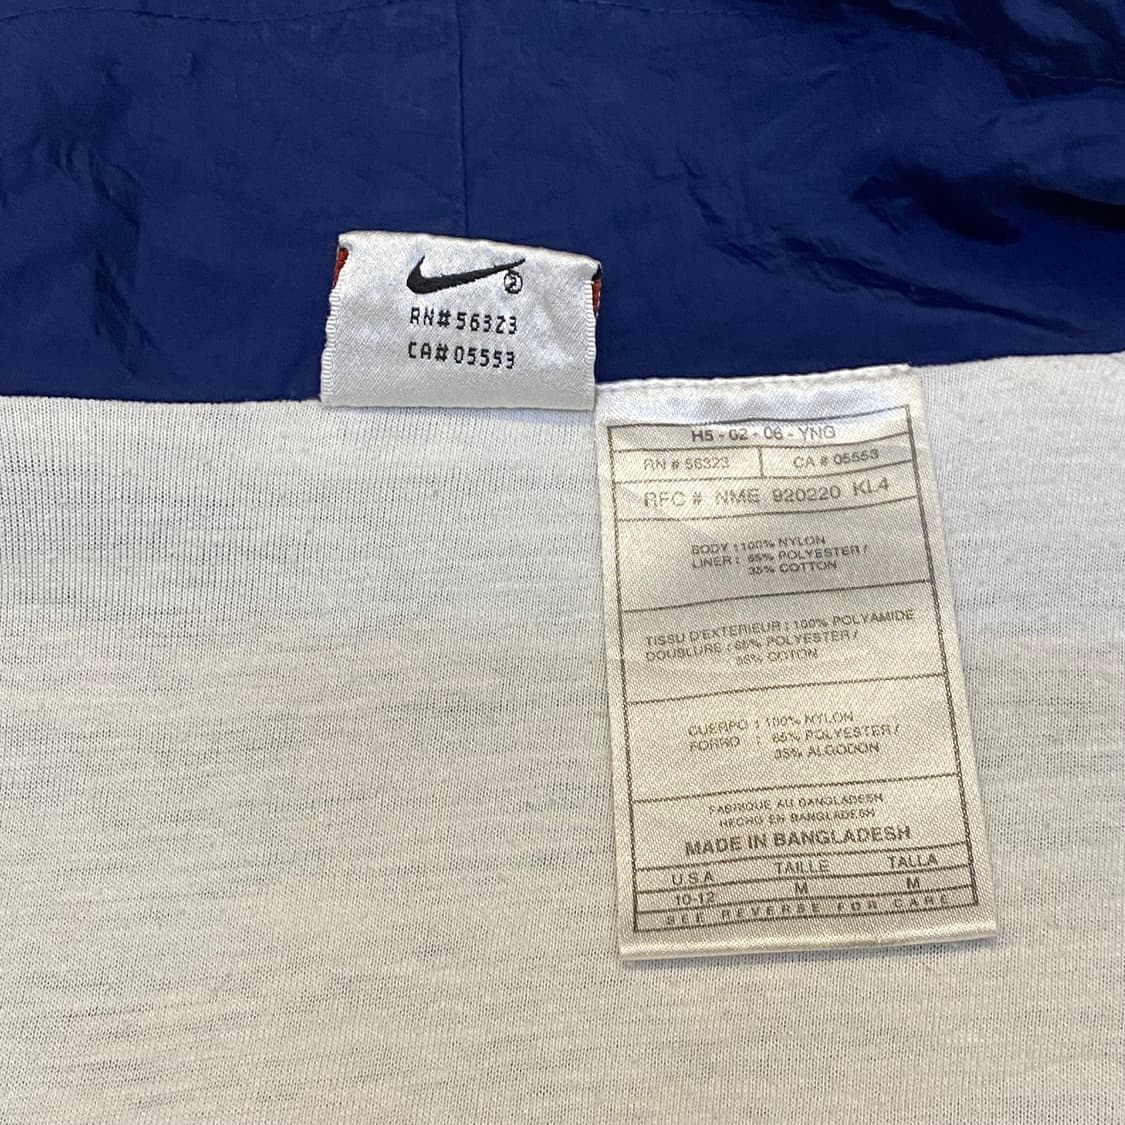 2
RN#56323
CA#05553
H5-02-06-YNG
RN # 56323
CA # 05553
RFC # NME 920220 KL4
BODY : 100% NYLON
LINER : 65% POLYESTER /
35% COTTON
TISSU D'EXTERIEUR : 100% POLYAMIDE
DOUBLURE : 65% POLYESTER /
35% COTON
CUERPO : 100% NYLON
FORRO : 65% POLYESTER /
35% ALGODON
FABRIQUE AU BANGLADESH
HECHO EN BANGLADESH
MADE IN BANGLADESH
USA TAILLE TALLA
10-12 M M
SEE REVERSE FOR CARE